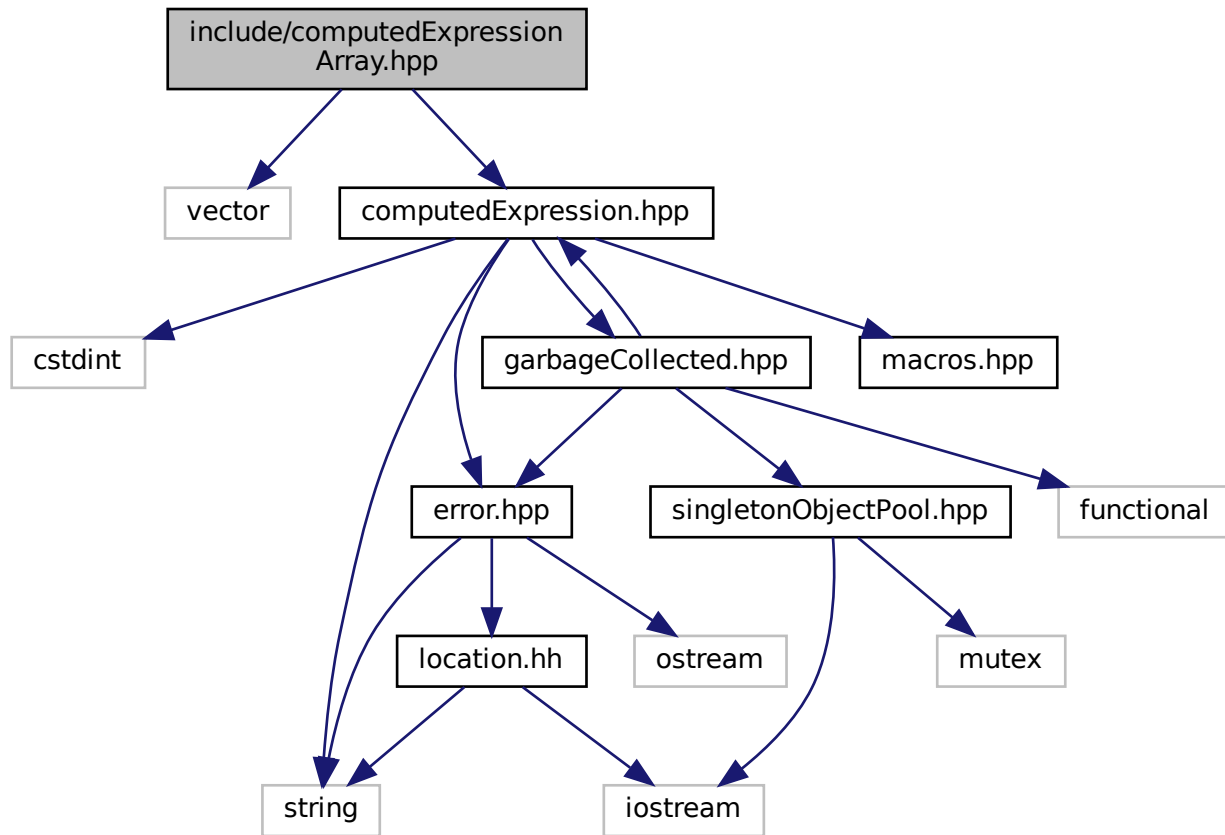 include/computedExpression
Array.hpp
vector
computedExpression.hpp
cstdint
garbageCollected.hpp
macros.hpp
error.hpp
singletonObjectPool.hpp
functional
location.hh
ostream
mutex
string
iostream